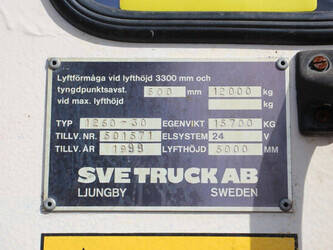 Lyftförmåga vid lyfthöjd 3300 mm och
tyngdpunktsavst. 600 mm 12000 kg
vid max. lyfthöjd kg
TYP 1260-30 EGENVIKT 15700 KG
TILLV. NR. 501571 ELSYSTEM 24 V
TILLV. ÅR 1999 LYFTHÖJD 5000 MM
SVETRUCK AB
LJUNGBY SWEDEN